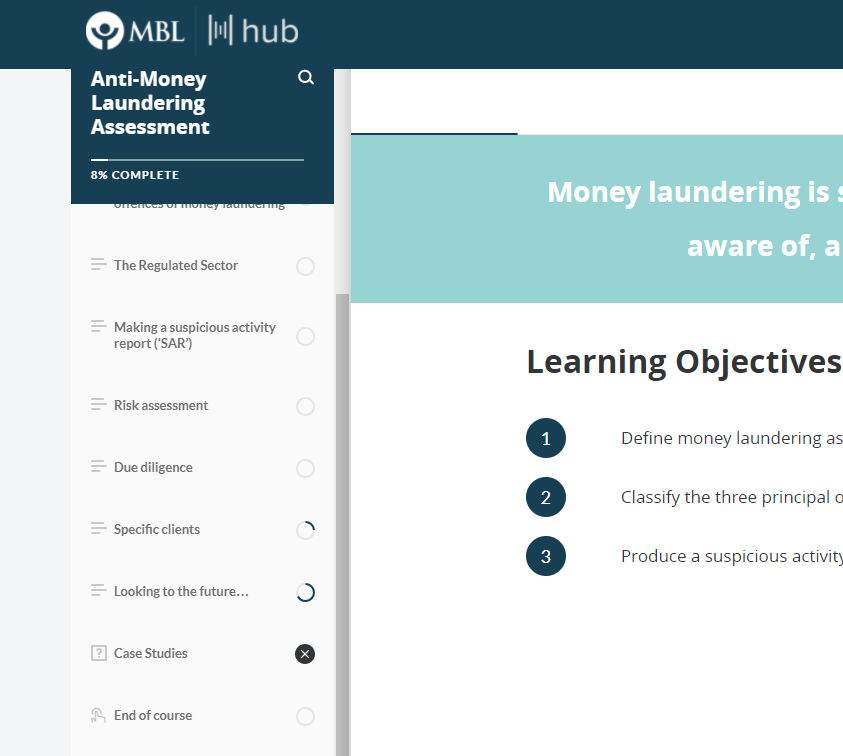 MBL hub
Anti-Money
Laundering
Assessment
8% COMPLETE
offences of money laundering
The Regulated Sector
Making a suspicious activity
report ('SAR')
Risk assessment
Due diligence
Specific clients
Looking to the future...
? Case Studies
End of course
Money laundering is s
aware of, a
Learning Objectives
1 Define money laundering as
2 Classify the three principal o
3 Produce a suspicious activity